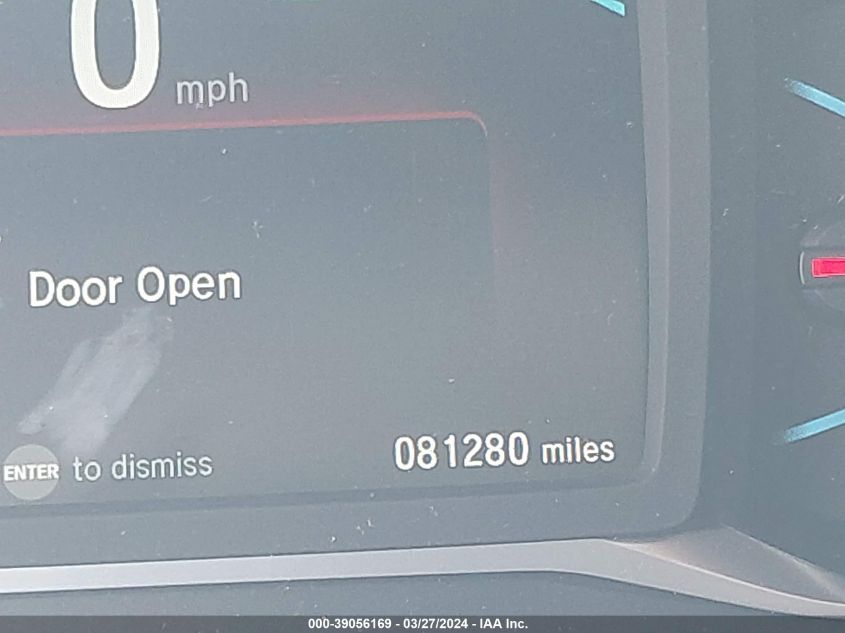 0 mph
Door Open
ENTER to dismiss
081280 miles
000-39056169 - 03/27/2024 - IAA Inc.